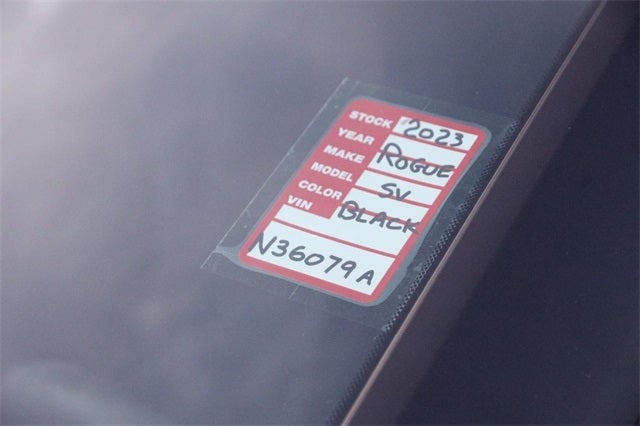 STOCK 2023
YEAR ROGUE
MAKE SV
MODEL BLACK
COLOR
VIN
N36079A